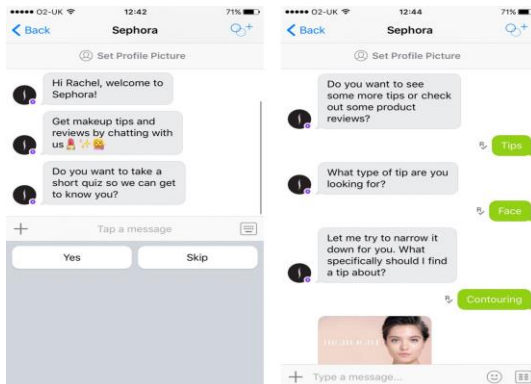 O2-UK 12:42 71%
Back Sephora
Set Profile Picture
Hi Rachel, welcome to
Sephora!
Get makeup tips and
reviews by chatting with
us
Do you want to take a
short quiz so we can get
to know you?
Tap a message
Yes Skip
O2-UK 12:44 71%
Back Sephora
Set Profile Picture
Do you want to see
some more tips or check
out some product
reviews?
Tips
What type of tip are you
looking for?
Face
Let me try to narrow it
down for you. What
specifically should I find
a tip about?
Contouring
HIGHLIGHT
Type a message...